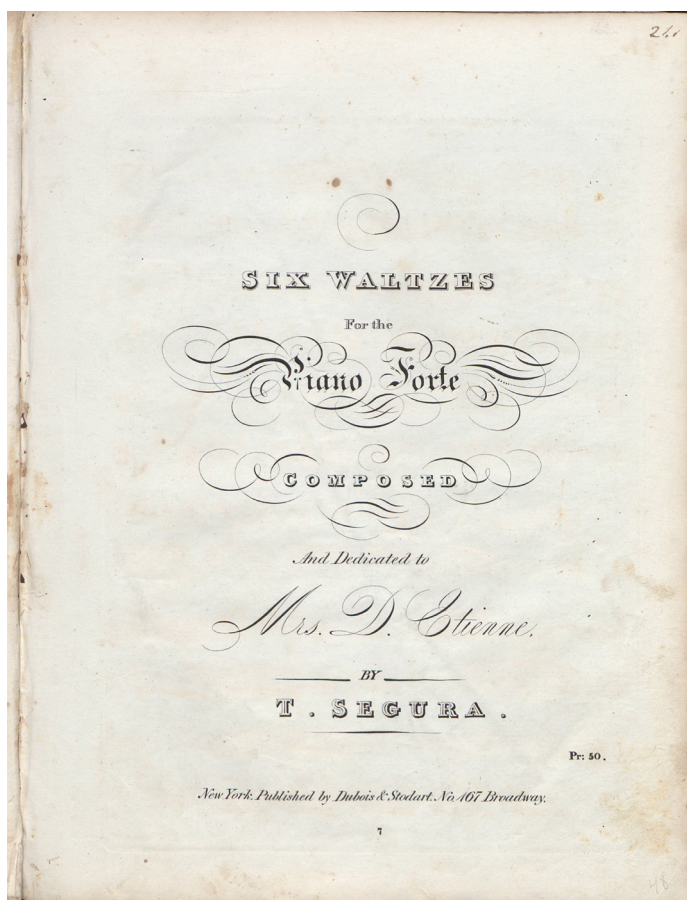 SIX WALTZES
For the
Piano Forte
COMPOSED
And Dedicated to
Mrs. D. Etienne.
BY
T. SEGURA.
Pr: 50.
New York. Published by Dubois & Stodart. No. 167 Broadway.
7
48